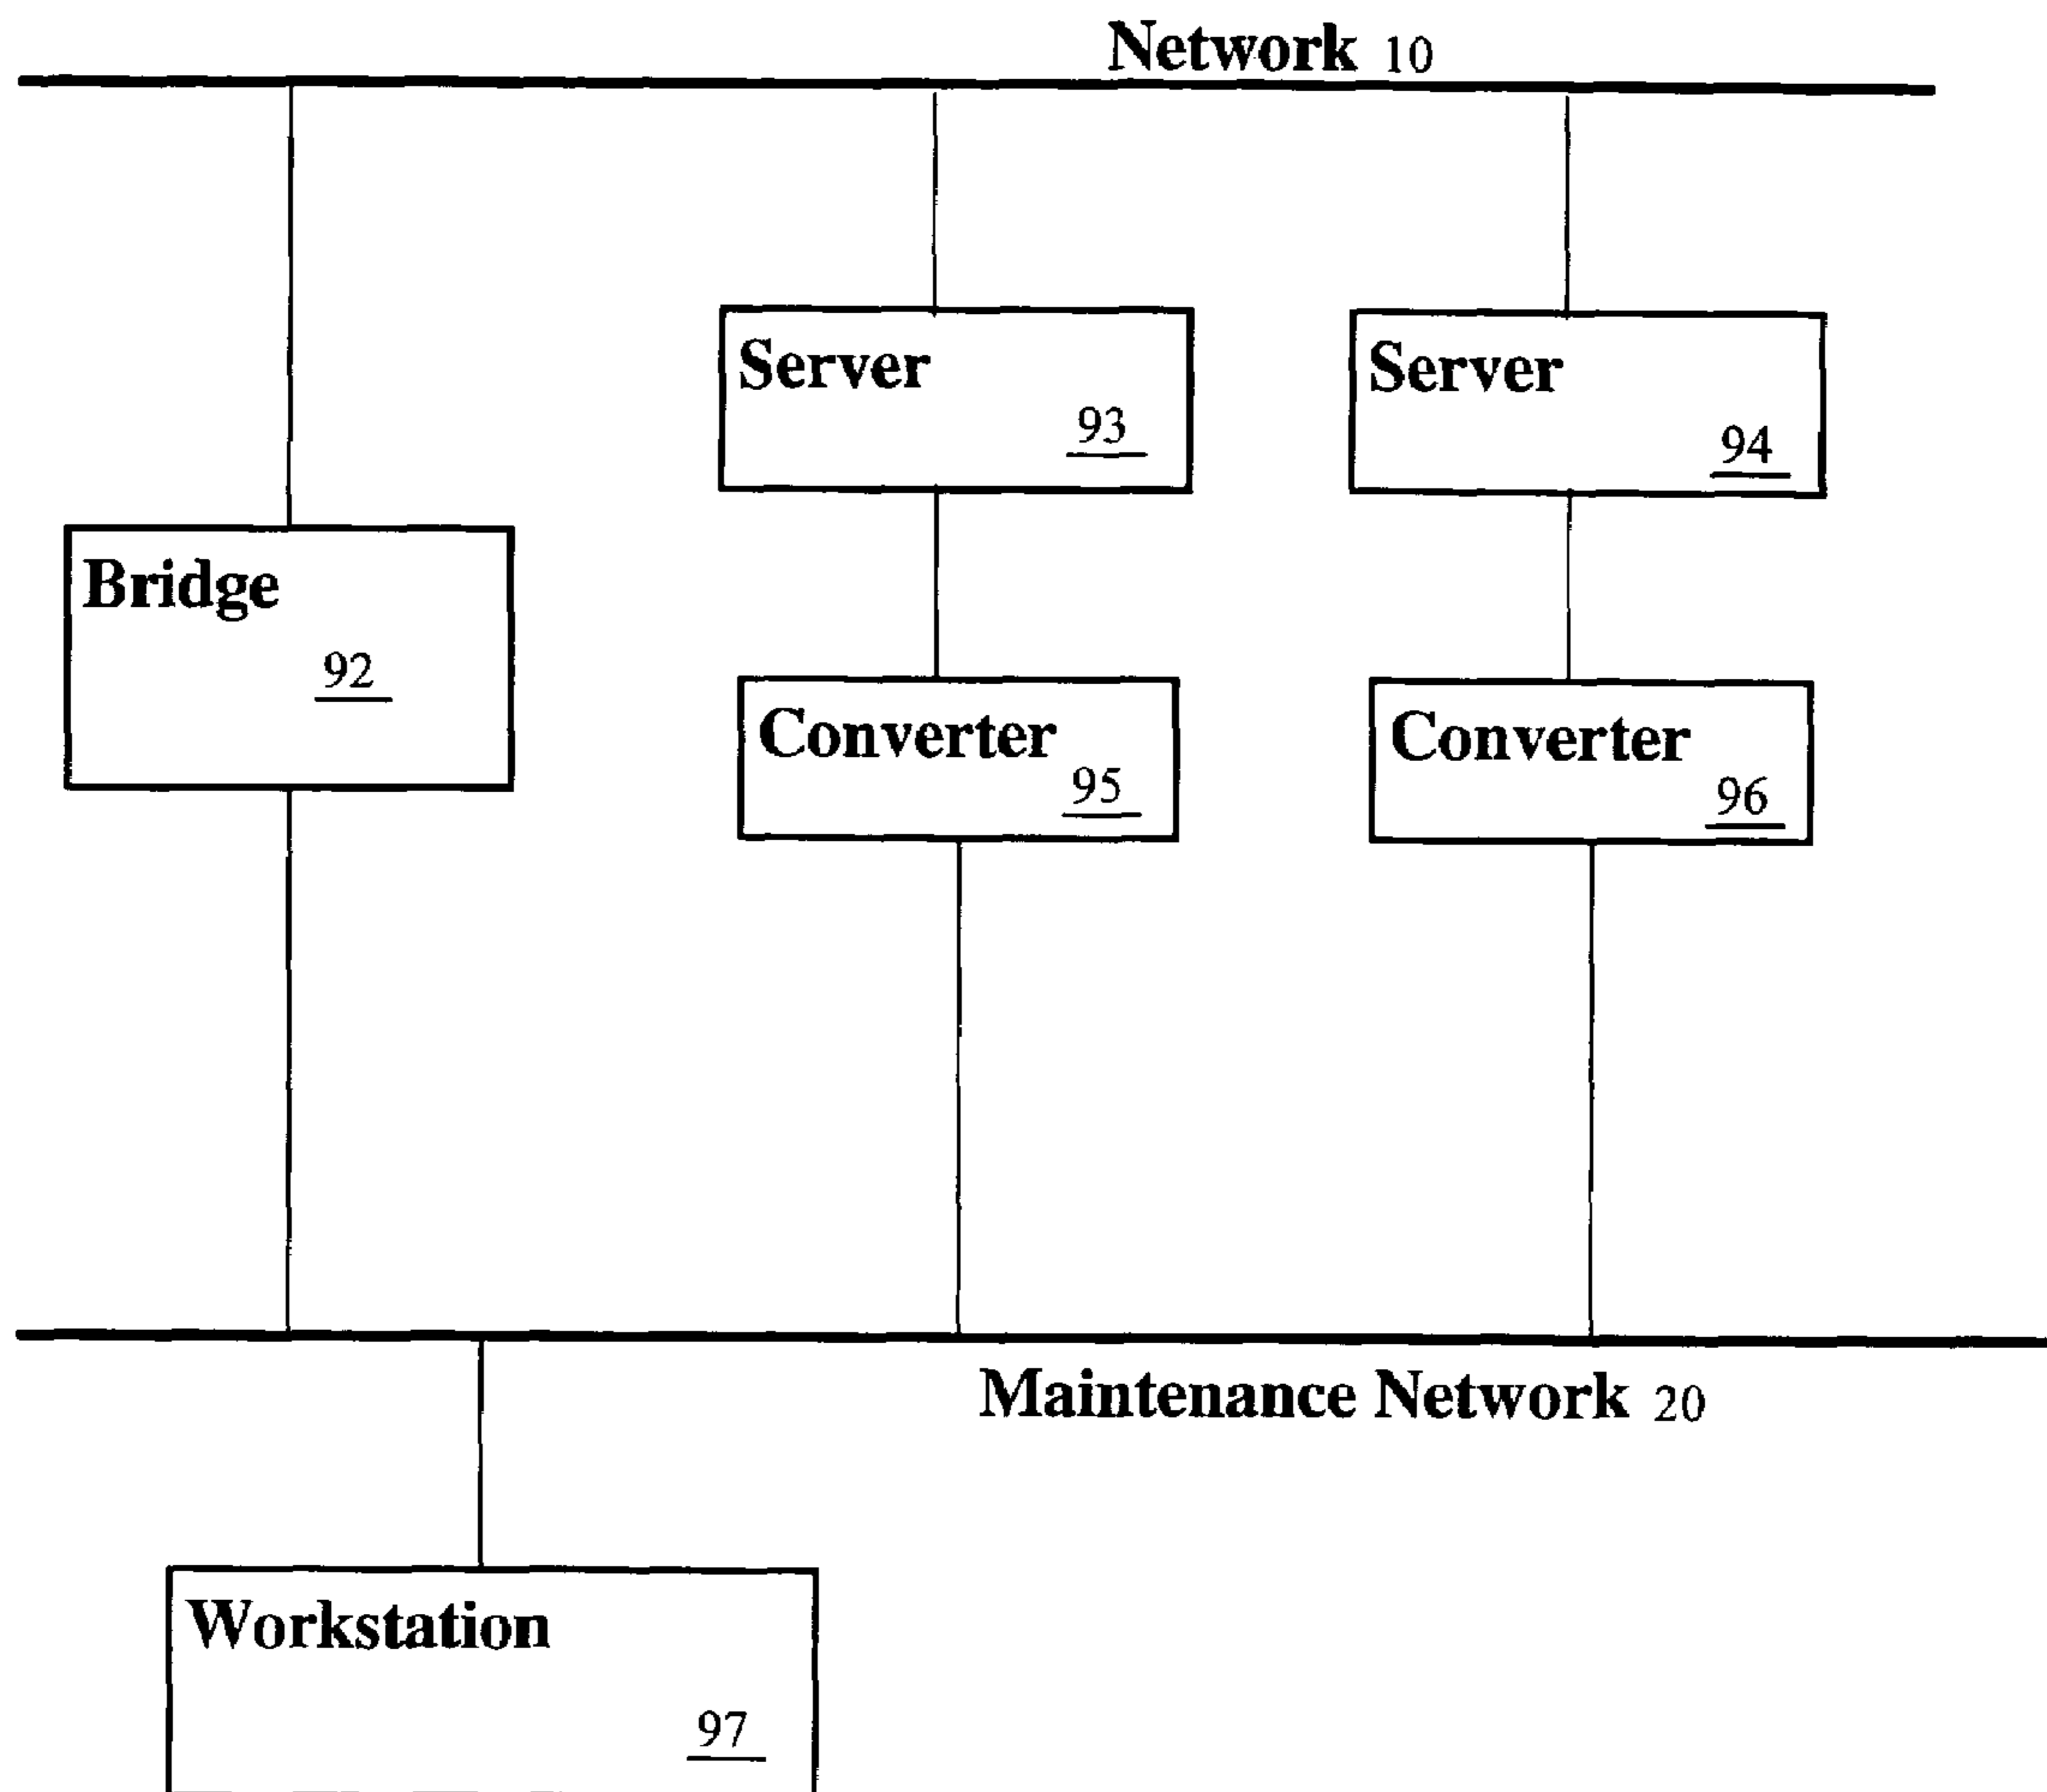 Network 10
Server
93
Server
94
Bridge
92
Converter
95
Converter
96
Maintenance Network 20
Workstation
97